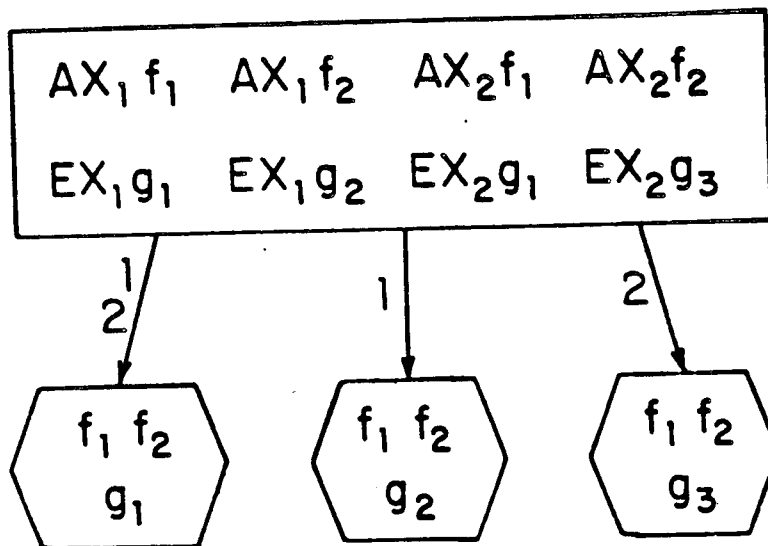 AX₁f₁ AX₁f₂ AX₂f₁ AX₂f₂
EX₁g₁ EX₁g₂ EX₂g₁ EX₂g₃
1
2
1
2
f₁ f₂
g₁
f₁ f₂
g₂
f₁ f₂
g₃